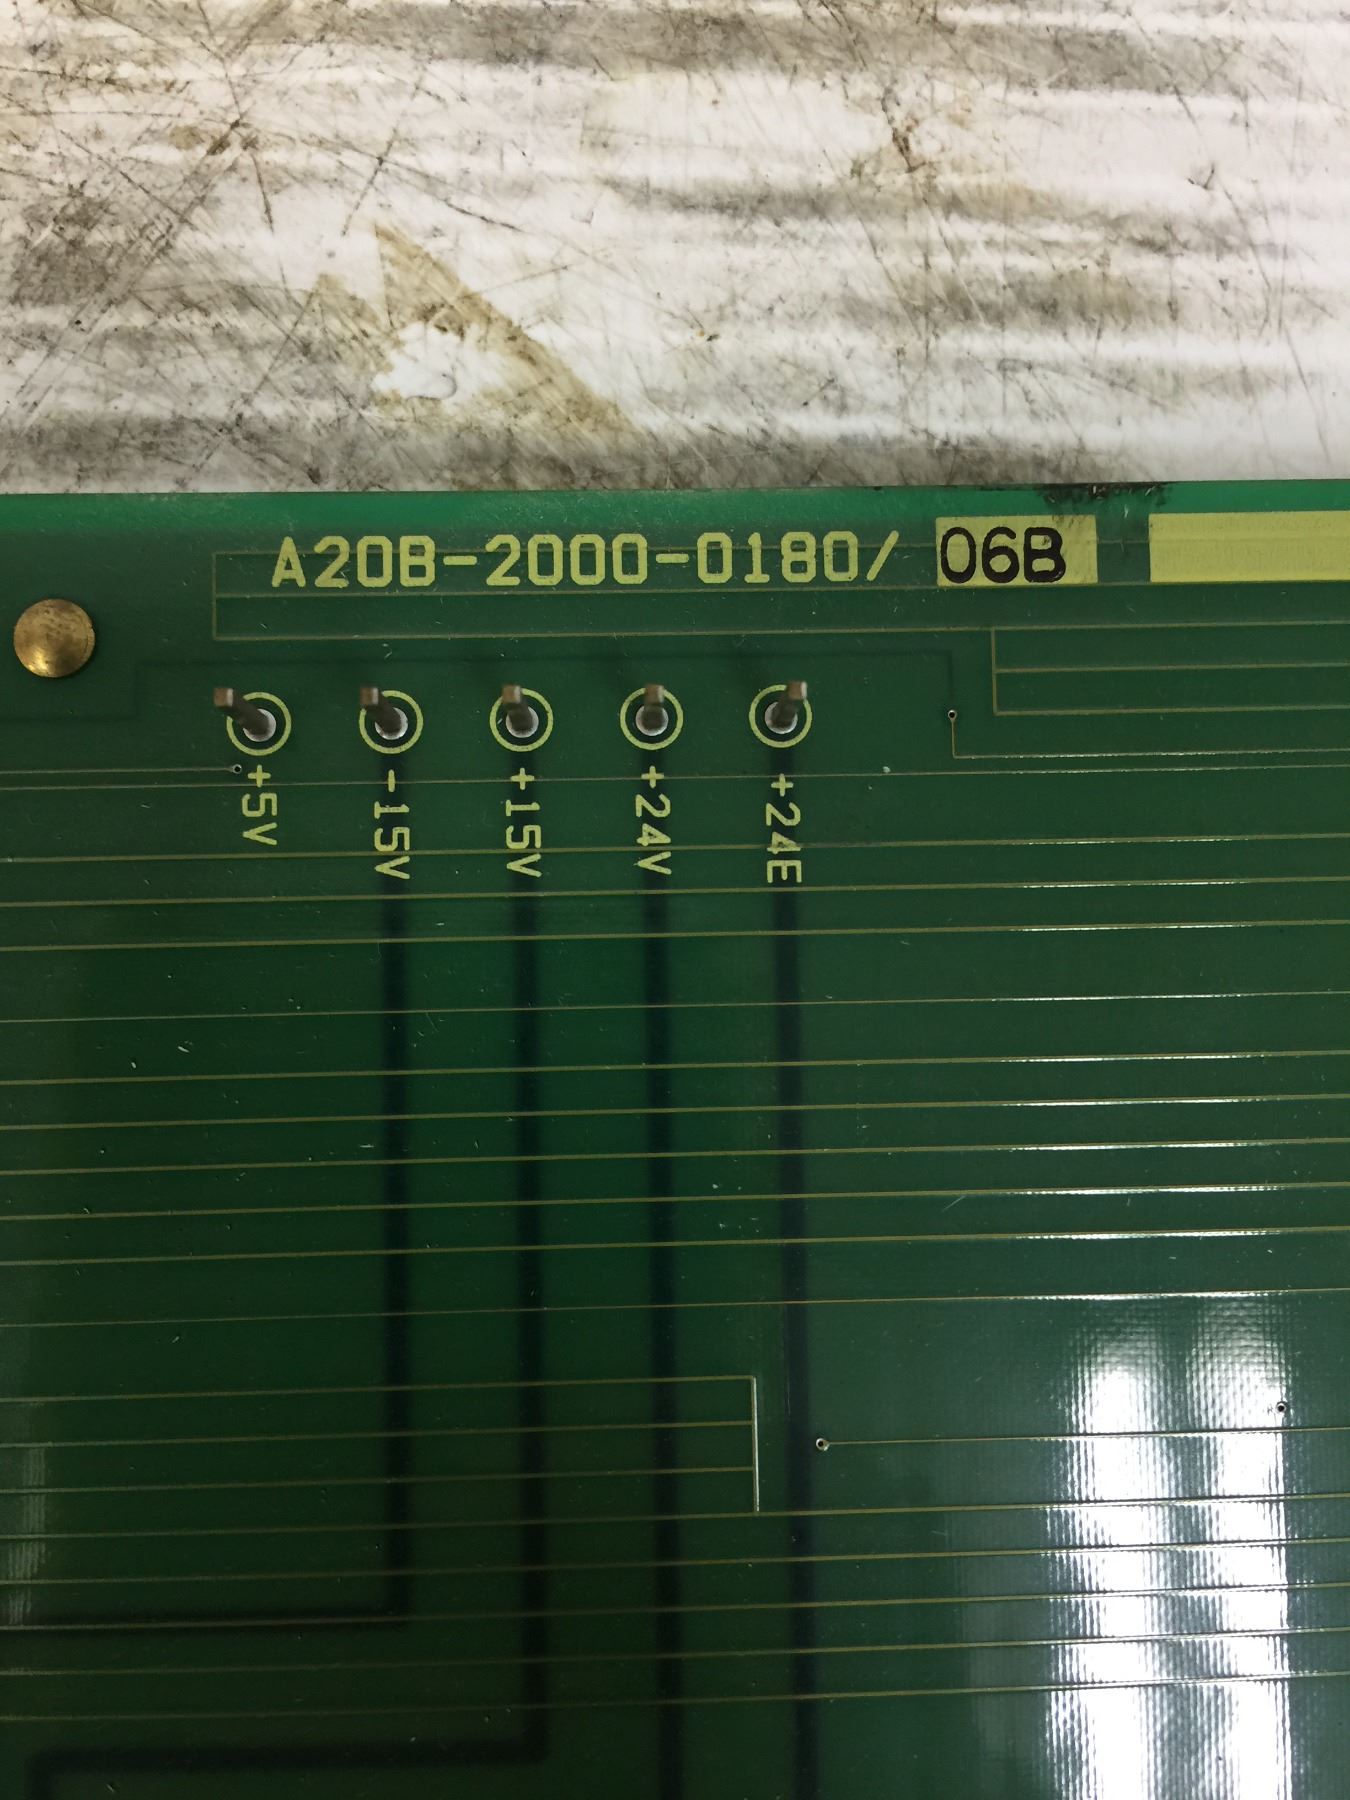 A20B-2000-0180/ 06B
+5V
-15V
+15V
+24V
+24E